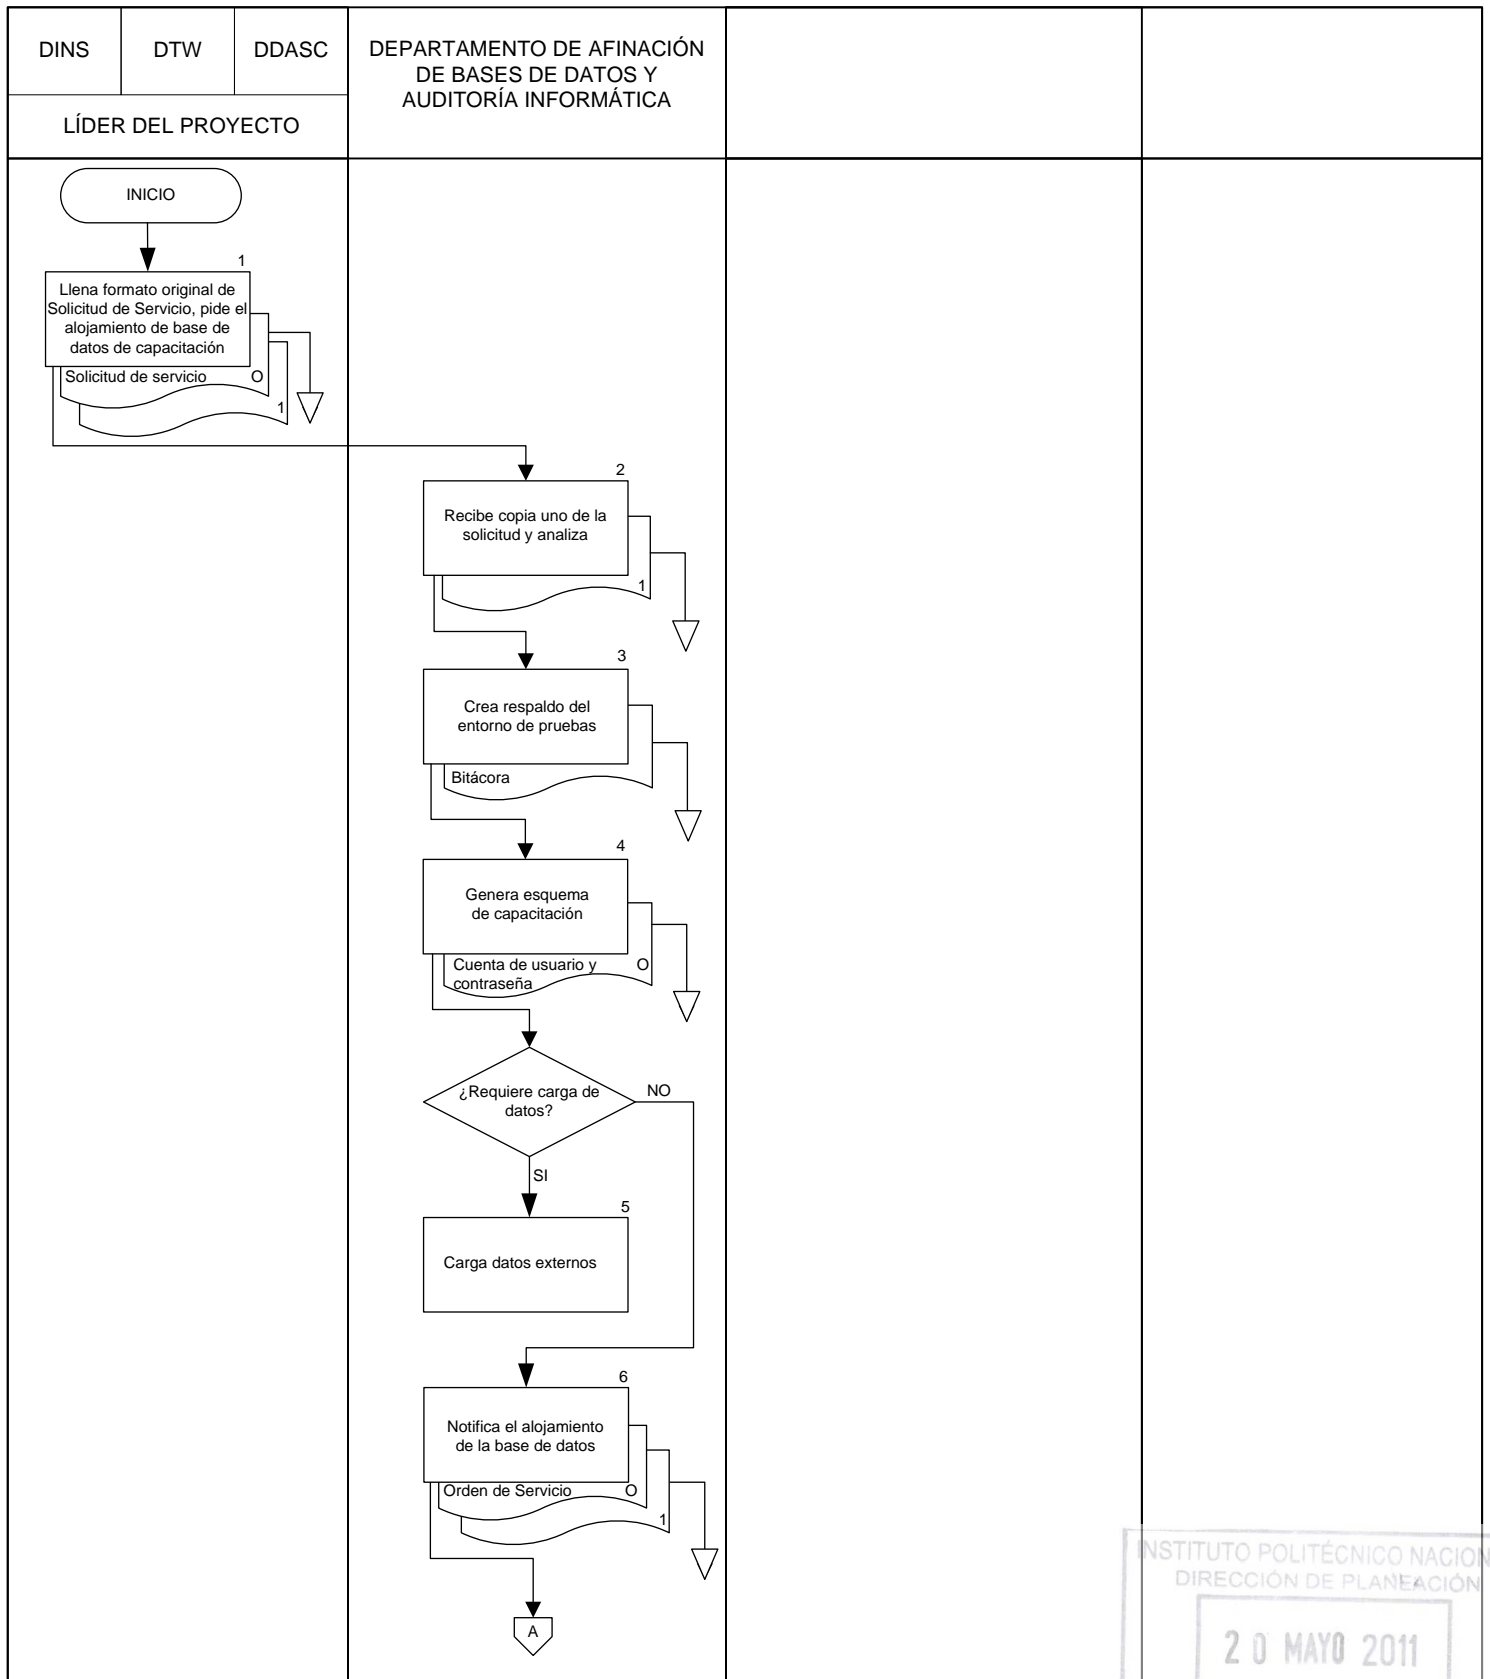 DINS
DTW
DDASC
LÍDER DEL PROYECTO
DEPARTAMENTO DE AFINACIÓN
DE BASES DE DATOS Y
AUDITORÍA INFORMÁTICA
INICIO
1
Llena formato original de
Solicitud de Servicio, pide el
alojamiento de base de
datos de capacitación
Solicitud de servicio O
1
2
Recibe copia uno de la
solicitud y analiza
1
3
Crea respaldo del
entorno de pruebas
Bitácora
4
Genera esquema
de capacitación
Cuenta de usuario y O
contraseña
¿Requiere carga de
datos?
NO
SI
5
Carga datos externos
6
Notifica el alojamiento
de la base de datos
Orden de Servicio O
1
A
INSTITUTO POLITÉCNICO NACION
DIRECCIÓN DE PLANEACIÓN
20 MAYO 2011